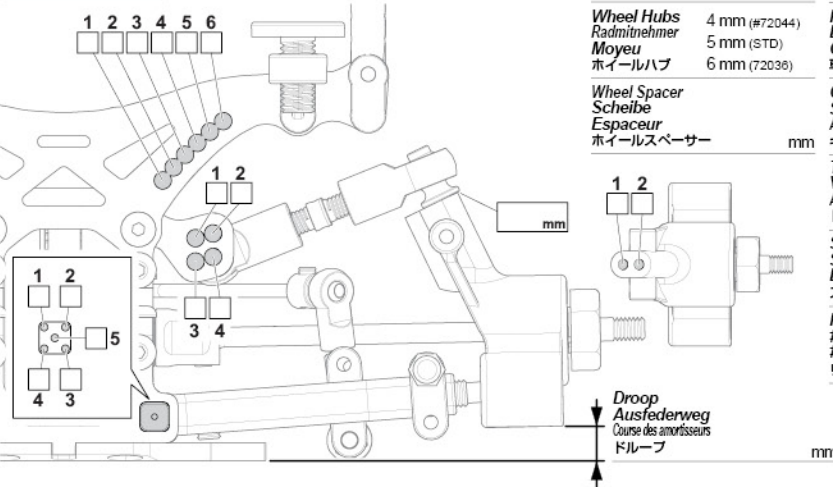 1 2 3 4 5 6
Wheel Hubs 4 mm (#72044)
Radmitnehmer
Moyeu 5 mm (STD)
ホイールハブ 6 mm (72036)
Wheel Spacer
Scheibe
Espaceur
ホイールスペーサー mm
1 2
mm
1 2
3 4
1 2
5
4 3
Droop
Ausfederweg
Course des amortisseurs
ドループ mm